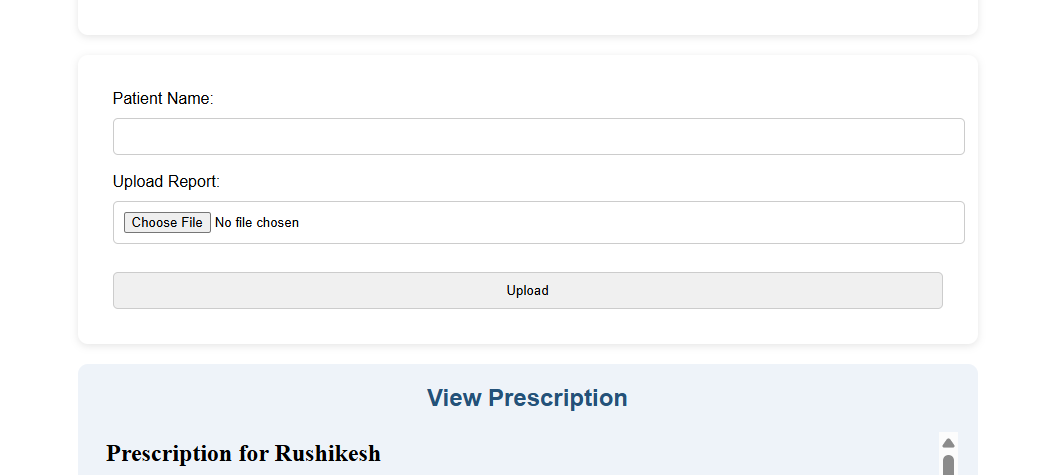 Patient Name:
Upload Report:
Choose File No file chosen
Upload
View Prescription
Prescription for Rushikesh